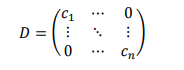 c₁ ⋯ 0
D = ( ⋮ ⋱ ⋮ )
0 ⋯ cₙ